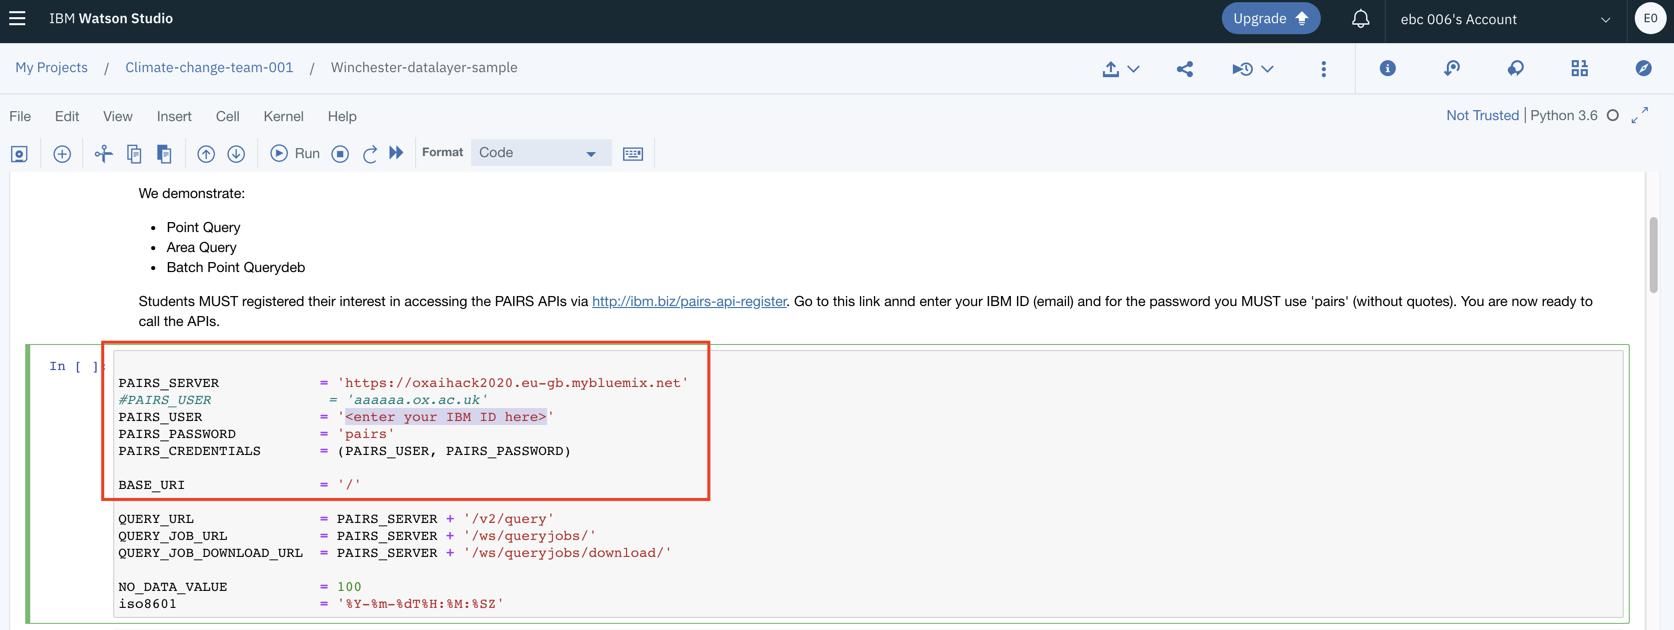 IBM Watson Studio
Upgrade
ebc 006's Account
E0
My Projects / Climate-change-team-001 / Winchester-datalayer-sample
File Edit View Insert Cell Kernel Help
Not Trusted | Python 3.6
Run
Format
Code
We demonstrate:
• Point Query
• Area Query
• Batch Point Querydeb
Students MUST registered their interest in accessing the PAIRS APIs via http://ibm.biz/pairs-api-register. Go to this link annd enter your IBM ID (email) and for the password you MUST use 'pairs' (without quotes). You are now ready to
call the APIs.
In [ ]:
PAIRS_SERVER = 'https://oxaihack2020.eu-gb.mybluemix.net'
#PAIRS_USER = 'aaaaaa.ox.ac.uk'
PAIRS_USER = '<enter your IBM ID here>'
PAIRS_PASSWORD = 'pairs'
PAIRS_CREDENTIALS = (PAIRS_USER, PAIRS_PASSWORD)
BASE_URI = '/'
QUERY_URL = PAIRS_SERVER + '/v2/query'
QUERY_JOB_URL = PAIRS_SERVER + '/ws/queryjobs/'
QUERY_JOB_DOWNLOAD_URL = PAIRS_SERVER + '/ws/queryjobs/download/'
NO_DATA_VALUE = 100
iso8601 = '%Y-%m-%dT%H:%M:%SZ'